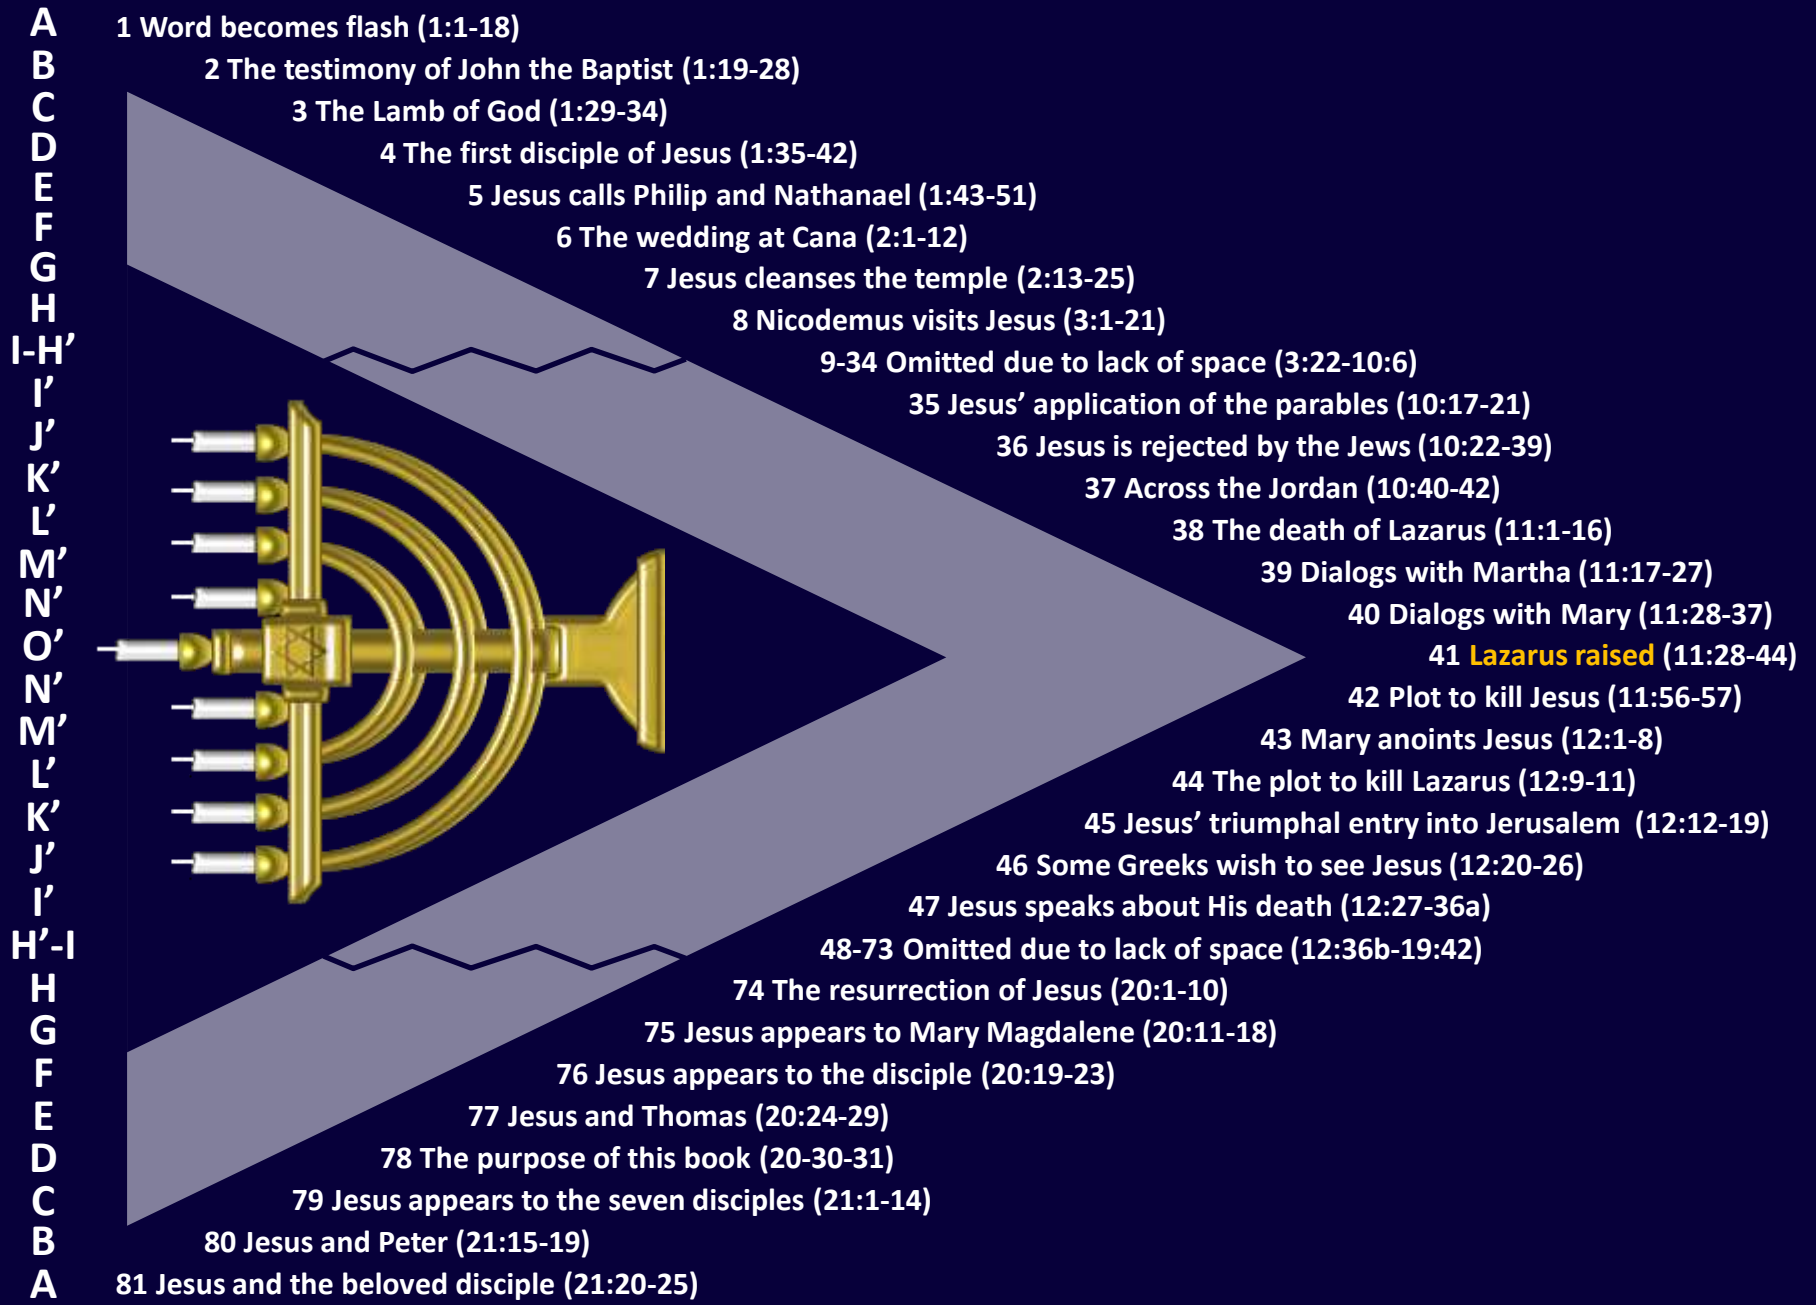 A 1 Word becomes flash (1:1-18)
B 2 The testimony of John the Baptist (1:19-28)
C 3 The Lamb of God (1:29-34)
D 4 The first disciple of Jesus (1:35-42)
E 5 Jesus calls Philip and Nathanael (1:43-51)
F 6 The wedding at Cana (2:1-12)
G 7 Jesus cleanses the temple (2:13-25)
H 8 Nicodemus visits Jesus (3:1-21)
I-H’ 9-34 Omitted due to lack of space (3:22-10:6)
I’ 35 Jesus’ application of the parables (10:17-21)
J’ 36 Jesus is rejected by the Jews (10:22-39)
K’ 37 Across the Jordan (10:40-42)
L’ 38 The death of Lazarus (11:1-16)
M’ 39 Dialogs with Martha (11:17-27)
N’ 40 Dialogs with Mary (11:28-37)
O’ 41 Lazarus raised (11:28-44)
N’ 42 Plot to kill Jesus (11:56-57)
M’ 43 Mary anoints Jesus (12:1-8)
L’ 44 The plot to kill Lazarus (12:9-11)
K’ 45 Jesus’ triumphal entry into Jerusalem (12:12-19)
J’ 46 Some Greeks wish to see Jesus (12:20-26)
I’ 47 Jesus speaks about His death (12:27-36a)
H’-I 48-73 Omitted due to lack of space (12:36b-19:42)
H 74 The resurrection of Jesus (20:1-10)
G 75 Jesus appears to Mary Magdalene (20:11-18)
F 76 Jesus appears to the disciple (20:19-23)
E 77 Jesus and Thomas (20:24-29)
D 78 The purpose of this book (20-30-31)
C 79 Jesus appears to the seven disciples (21:1-14)
B 80 Jesus and Peter (21:15-19)
A 81 Jesus and the beloved disciple (21:20-25)